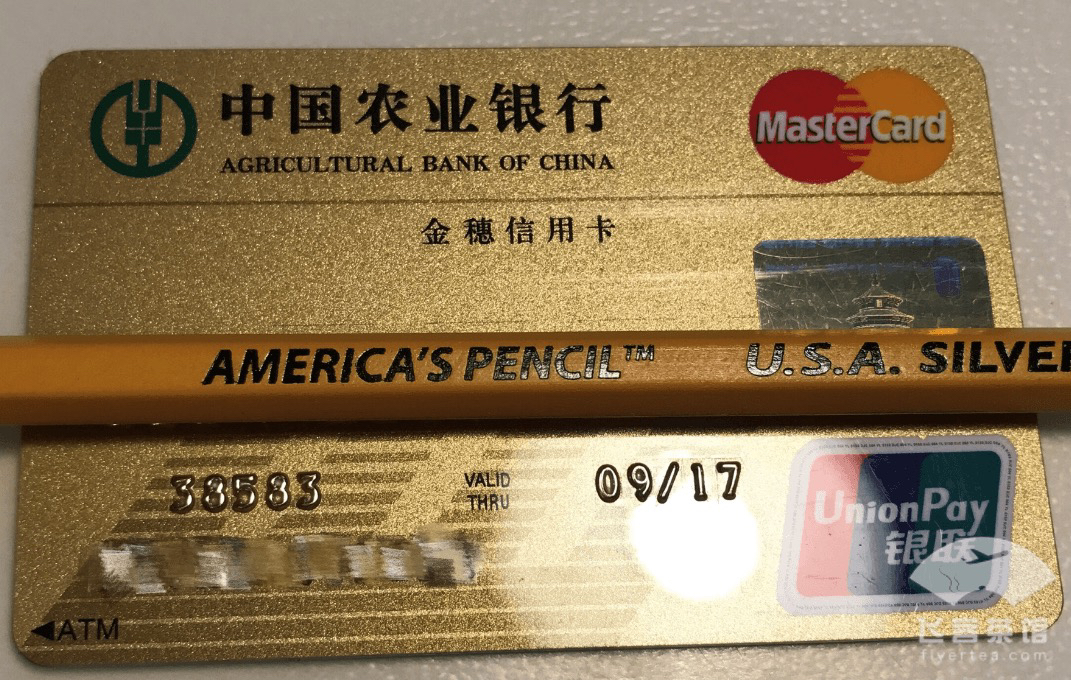 中国农业银行
AGRICULTURAL BANK OF CHINA
MasterCard
金穗信用卡
AMERICA'S PENCIL™ U.S.A. SILVER
38583
VALID
THRU
09/17
UnionPay
银联
◀ATM
飞客茶馆
flyertea.com